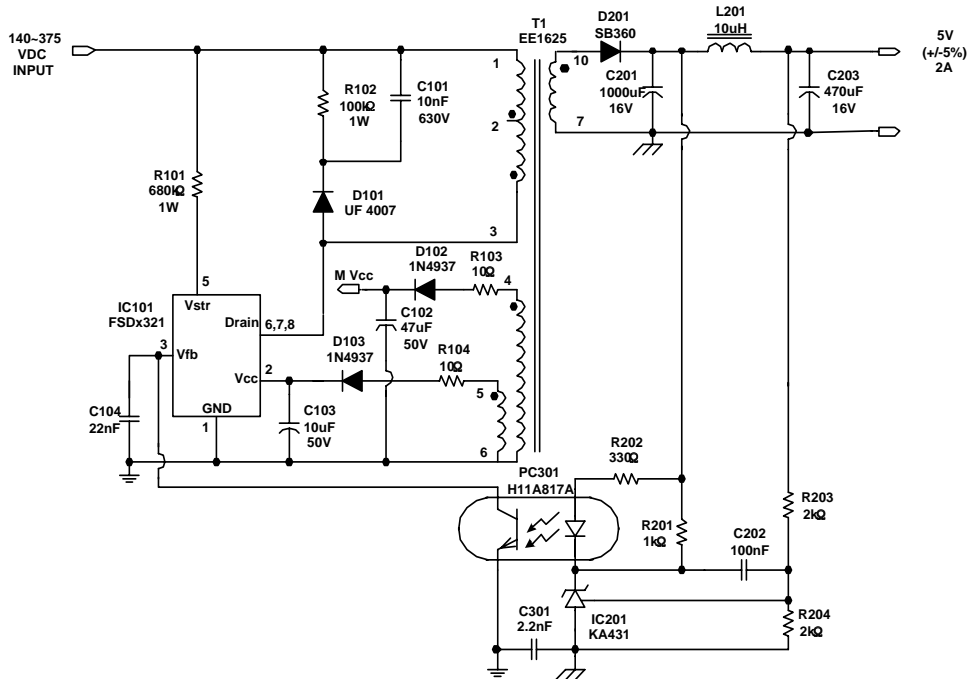 140~375
VDC
INPUT
T1
EE1625
D201
SB360
L201
10uH
5V
(+/-5%)
2A
1
10
R102
100kΩ
1W
C101
10nF
630V
C201
1000uF
16V
C203
470uF
16V
2
7
R101
680kΩ
1W
D101
UF 4007
3
D102
1N4937
R103
10Ω
4
M Vcc
5
IC101
FSDx321
Vstr
Drain
6,7,8
C102
47uF
50V
3
Vfb
D103
1N4937
R104
10Ω
2
Vcc
5
C104
22nF
GND
1
C103
10uF
50V
6
R202
330Ω
PC301
H11A817A
R203
2kΩ
R201
1kΩ
C202
100nF
C301
2.2nF
IC201
KA431
R204
2kΩ